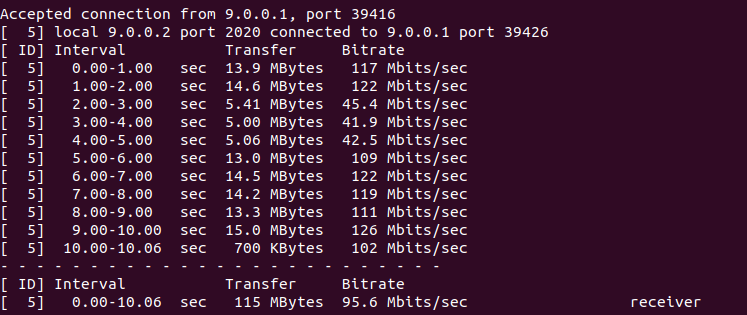 Accepted connection from 9.0.0.1, port 39416
[  5] local 9.0.0.2 port 2020 connected to 9.0.0.1 port 39426
[ ID] Interval           Transfer     Bitrate
[  5]   0.00-1.00   sec  13.9 MBytes   117 Mbits/sec
[  5]   1.00-2.00   sec  14.6 MBytes   122 Mbits/sec
[  5]   2.00-3.00   sec  5.41 MBytes  45.4 Mbits/sec
[  5]   3.00-4.00   sec  5.00 MBytes  41.9 Mbits/sec
[  5]   4.00-5.00   sec  5.06 MBytes  42.5 Mbits/sec
[  5]   5.00-6.00   sec  13.0 MBytes   109 Mbits/sec
[  5]   6.00-7.00   sec  14.5 MBytes   122 Mbits/sec
[  5]   7.00-8.00   sec  14.2 MBytes   119 Mbits/sec
[  5]   8.00-9.00   sec  13.3 MBytes   111 Mbits/sec
[  5]   9.00-10.00  sec  15.0 MBytes   126 Mbits/sec
[  5]  10.00-10.06  sec   700 KBytes   102 Mbits/sec
- - - - - - - - - - - - - - - - - - - - - - - - -
[ ID] Interval           Transfer     Bitrate
[  5]   0.00-10.06  sec   115 MBytes  95.6 Mbits/sec                  receiver